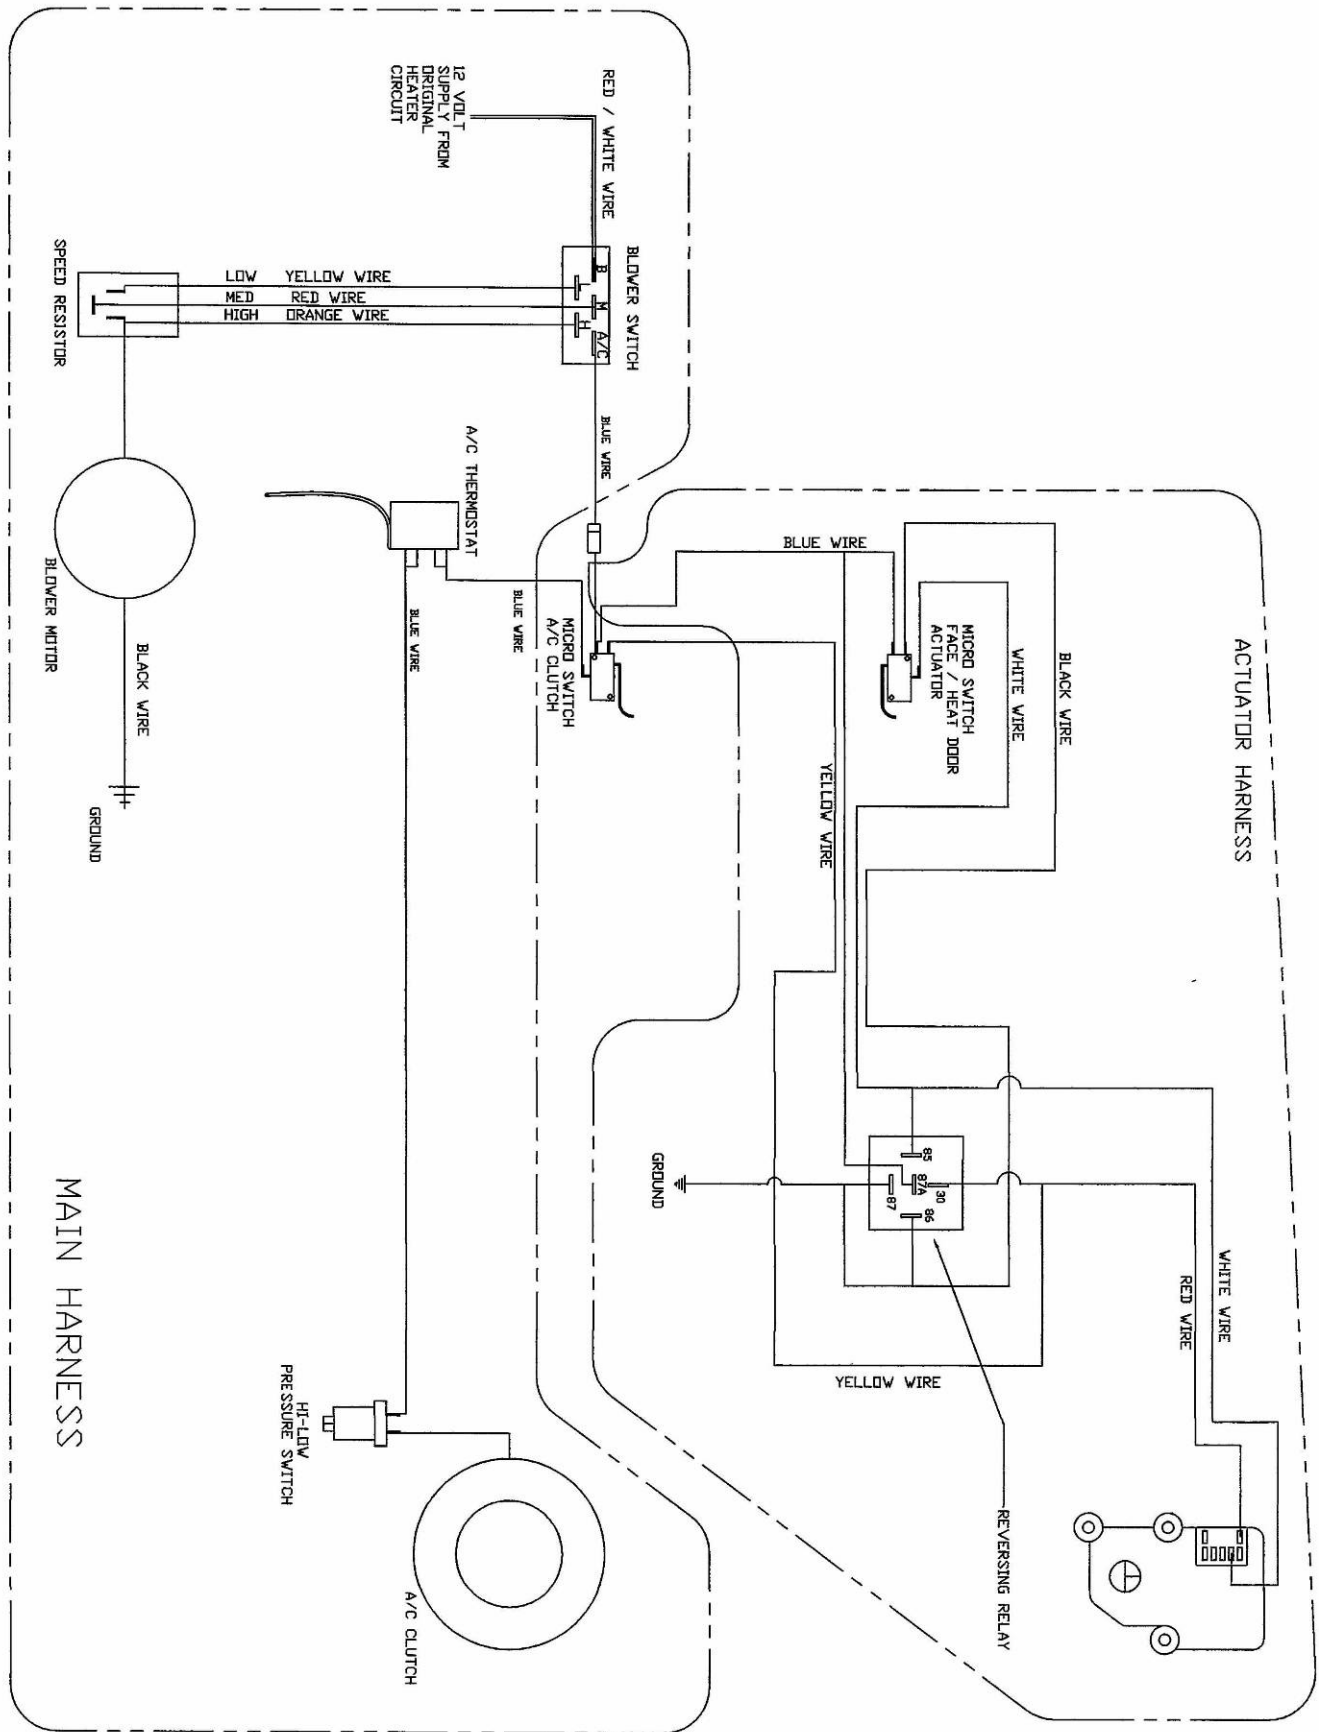 ACTUATOR HARNESS
BLACK WIRE
WHITE WIRE
MICRO SWITCH
FACE / HEAT DOOR
ACTUATOR
BLUE WIRE
YELLOW WIRE
WHITE WIRE
RED WIRE
85
30
87A
87
86
YELLOW WIRE
REVERSING RELAY
GROUND
RED / WHITE WIRE
12 VOLT
SUPPLY FROM
ORIGINAL
HEATER
CIRCUIT
BLOWER SWITCH
B
L
M
H
A/C
BLUE WIRE
MICRO SWITCH
A/C CLUTCH
BLUE WIRE
A/C THERMOSTAT
BLUE WIRE
LOW YELLOW WIRE
MED RED WIRE
HIGH ORANGE WIRE
SPEED RESISTOR
BLOWER MOTOR
BLACK WIRE
GROUND
HI-LOW
PRESSURE SWITCH
A/C CLUTCH
MAIN HARNESS